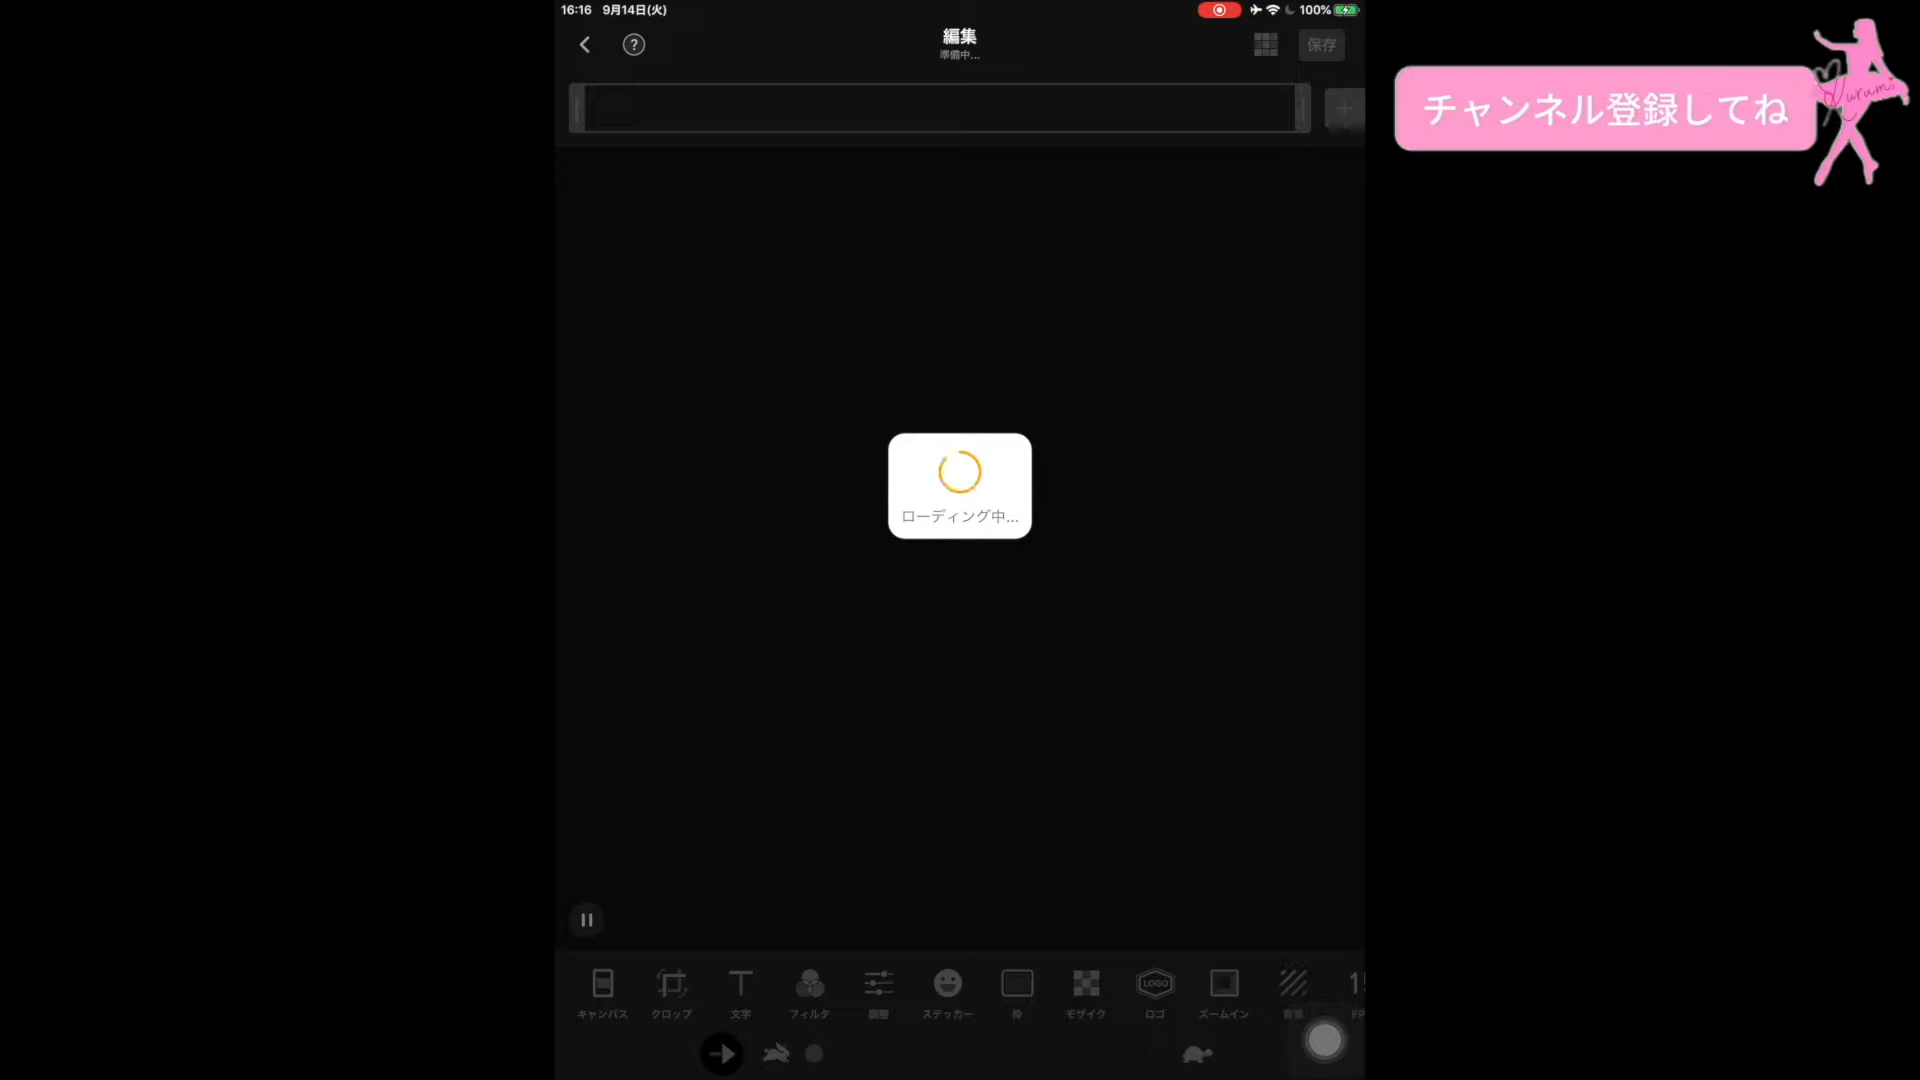 16:16 9月14日(火)
100%
?
編集
準備中...
保存
チャンネル登録してね
Kurumi
ローディング中...
LOGO
キャンバス クロップ 文字 フィルタ 調整 ステッカー 枠 モザイク ロゴ ズームイン
FP